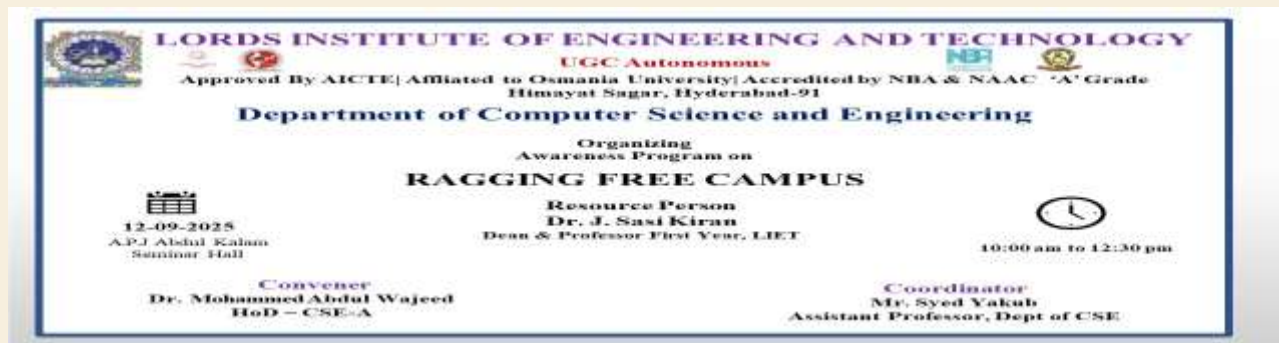 LORDS INSTITUTE OF ENGINEERING AND TECHNOLOGY
UGC Autonomous
Approved By AICTE| Affliated to Osmania University| Accredited by NBA & NAAC 'A' Grade
Himayat Sagar, Hyderabad-91
Department of Computer Science and Engineering
Organizing
Awareness Program on
RAGGING FREE CAMPUS
Resource Person
Dr. J. Sasi Kiran
Dean & Professor First Year, LIET
12-09-2025
A.P.J Abdul Kalam
Seminar Hall
10:00 am to 12:30 pm
Convener
Dr. Mohammed Abdul Wajeed
HoD – CSE-A
Coordinator
Mr. Syed Yakub
Assistant Professor, Dept of CSE
NBA